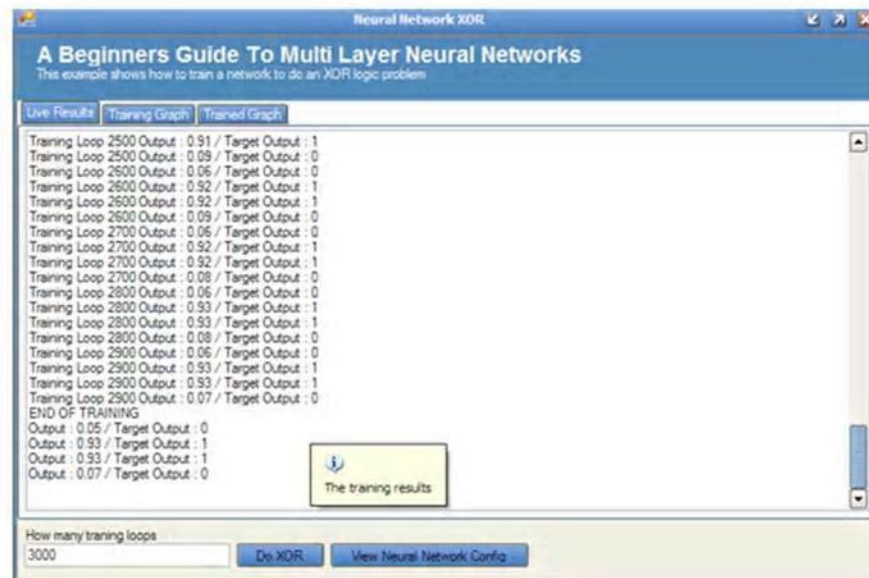 Neural Network XOR
A Beginners Guide To Multi Layer Neural Networks
This example shows how to train a network to do an XOR logic problem
Live Results Training Graph Trained Graph
Training Loop 2500 Output : 0.91 / Target Output : 1
Training Loop 2500 Output : 0.09 / Target Output : 0
Training Loop 2600 Output : 0.06 / Target Output : 0
Training Loop 2600 Output : 0.92 / Target Output : 1
Training Loop 2600 Output : 0.92 / Target Output : 1
Training Loop 2600 Output : 0.09 / Target Output : 0
Training Loop 2700 Output : 0.06 / Target Output : 0
Training Loop 2700 Output : 0.92 / Target Output : 1
Training Loop 2700 Output : 0.92 / Target Output : 1
Training Loop 2700 Output : 0.08 / Target Output : 0
Training Loop 2800 Output : 0.06 / Target Output : 0
Training Loop 2800 Output : 0.93 / Target Output : 1
Training Loop 2800 Output : 0.93 / Target Output : 1
Training Loop 2800 Output : 0.08 / Target Output : 0
Training Loop 2900 Output : 0.06 / Target Output : 0
Training Loop 2900 Output : 0.93 / Target Output : 1
Training Loop 2900 Output : 0.93 / Target Output : 1
Training Loop 2900 Output : 0.07 / Target Output : 0
END OF TRAINING
Output : 0.05 / Target Output : 0
Output : 0.93 / Target Output : 1
Output : 0.93 / Target Output : 1
Output : 0.07 / Target Output : 0
The training results
How many traning loops
3000 Do XOR View Neural Network Config